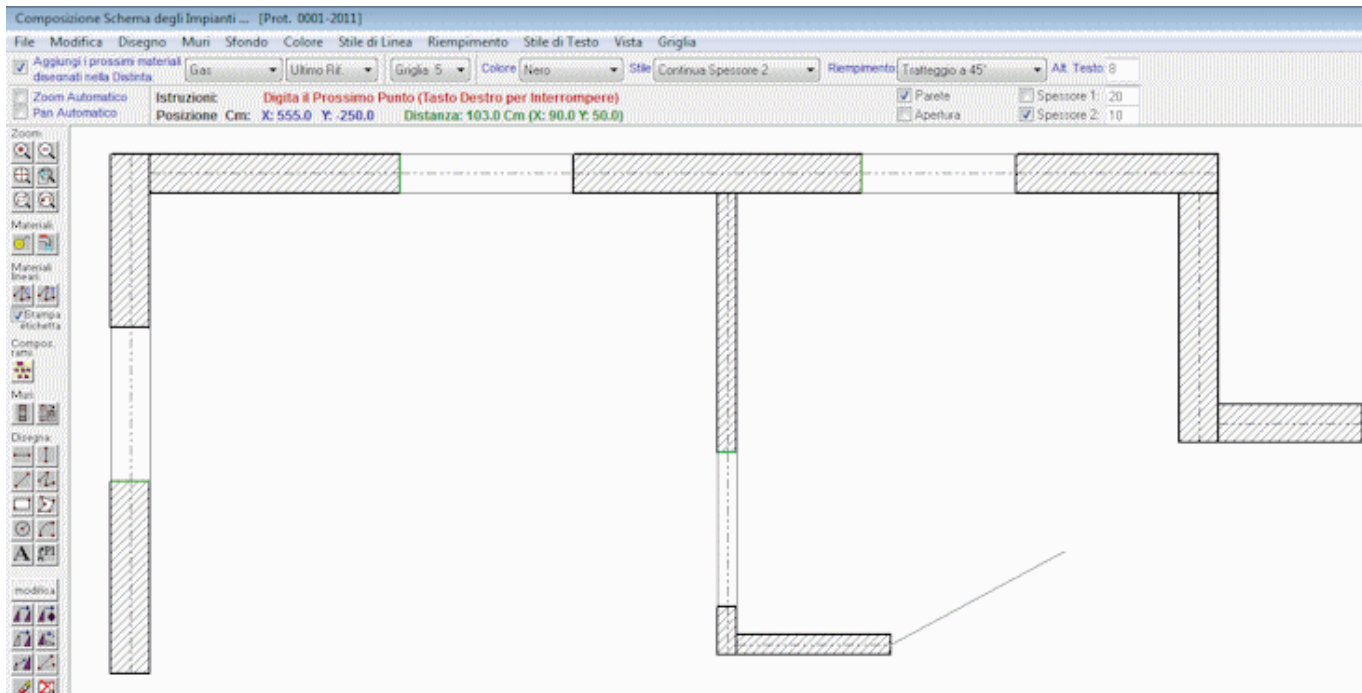 Composizione Schema degli Impianti ... [Prot. 0001-2011]
File Modifica Disegno Muri Sfondo Colore Stile di Linea Riempimento Stile di Testo Vista Griglia
Aggiungi i prossimi materiali
disegnati nella Distinta
Gas Ultimo Rif. Griglia 5 Colore Nero Stile Continua Spessore 2 Riempimento Tratteggio a 45° Alt. Testo: 8
Zoom Automatico Istruzioni: Digita il Prossimo Punto (Tasto Destro per Interrompere) Parete Spessore 1: 20
Pan Automatico Posizione Cm: X: 555.0 Y: -250.0 Distanza: 103.0 Cm (X: 90.0 Y: 50.0) Apertura Spessore 2: 10
Zoom:
Materiali:
Materiali
lineari:
Stampa
etichetta
Compos.
rami:
Muri:
Disegna:
A
modifica